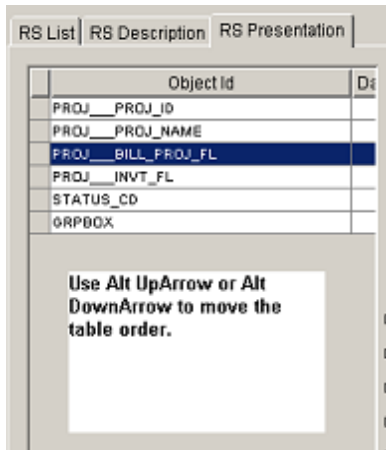 RS List RS Description RS Presentation
Object Id Da
PROJ___PROJ_ID
PROJ___PROJ_NAME
PROJ___BILL_PROJ_FL
PROJ___INVT_FL
STATUS_CD
GRPBOX
Use Alt UpArrow or Alt
DownArrow to move the
table order.